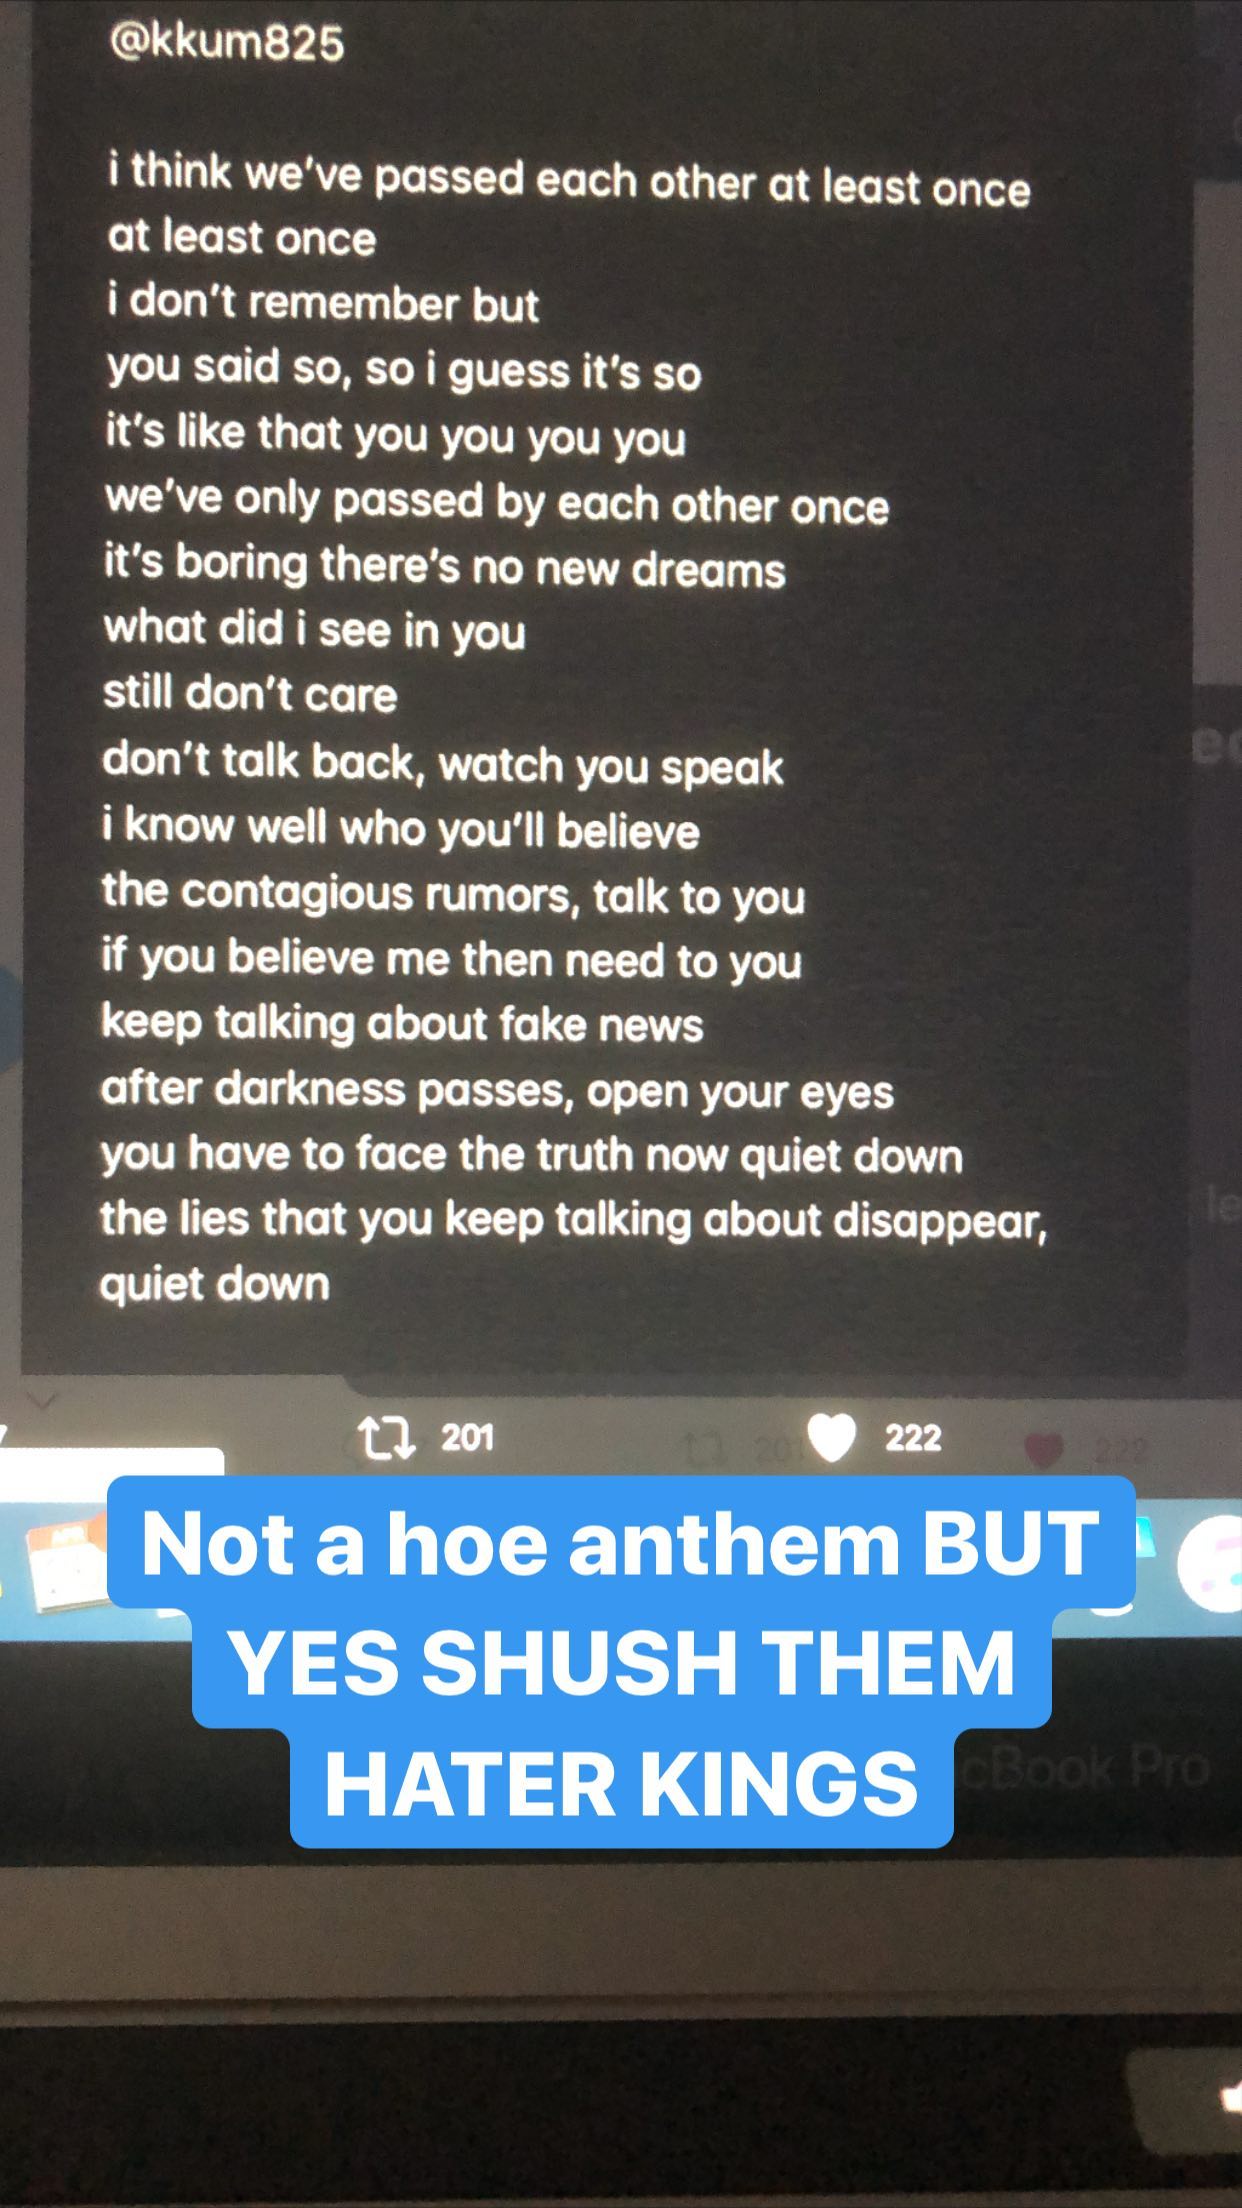 @kkum825
i think we've passed each other at least once
at least once
i don't remember but
you said so, so i guess it's so
it's like that you you you you
we've only passed by each other once
it's boring there's no new dreams
what did i see in you
still don't care
don't talk back, watch you speak
i know well who you'll believe
the contagious rumors, talk to you
if you believe me then need to you
keep talking about fake news
after darkness passes, open your eyes
you have to face the truth now quiet down
the lies that you keep talking about disappear,
quiet down
201 222
201 222
APR
Not a hoe anthem BUT
YES SHUSH THEM
HATER KINGS
cBook Pro